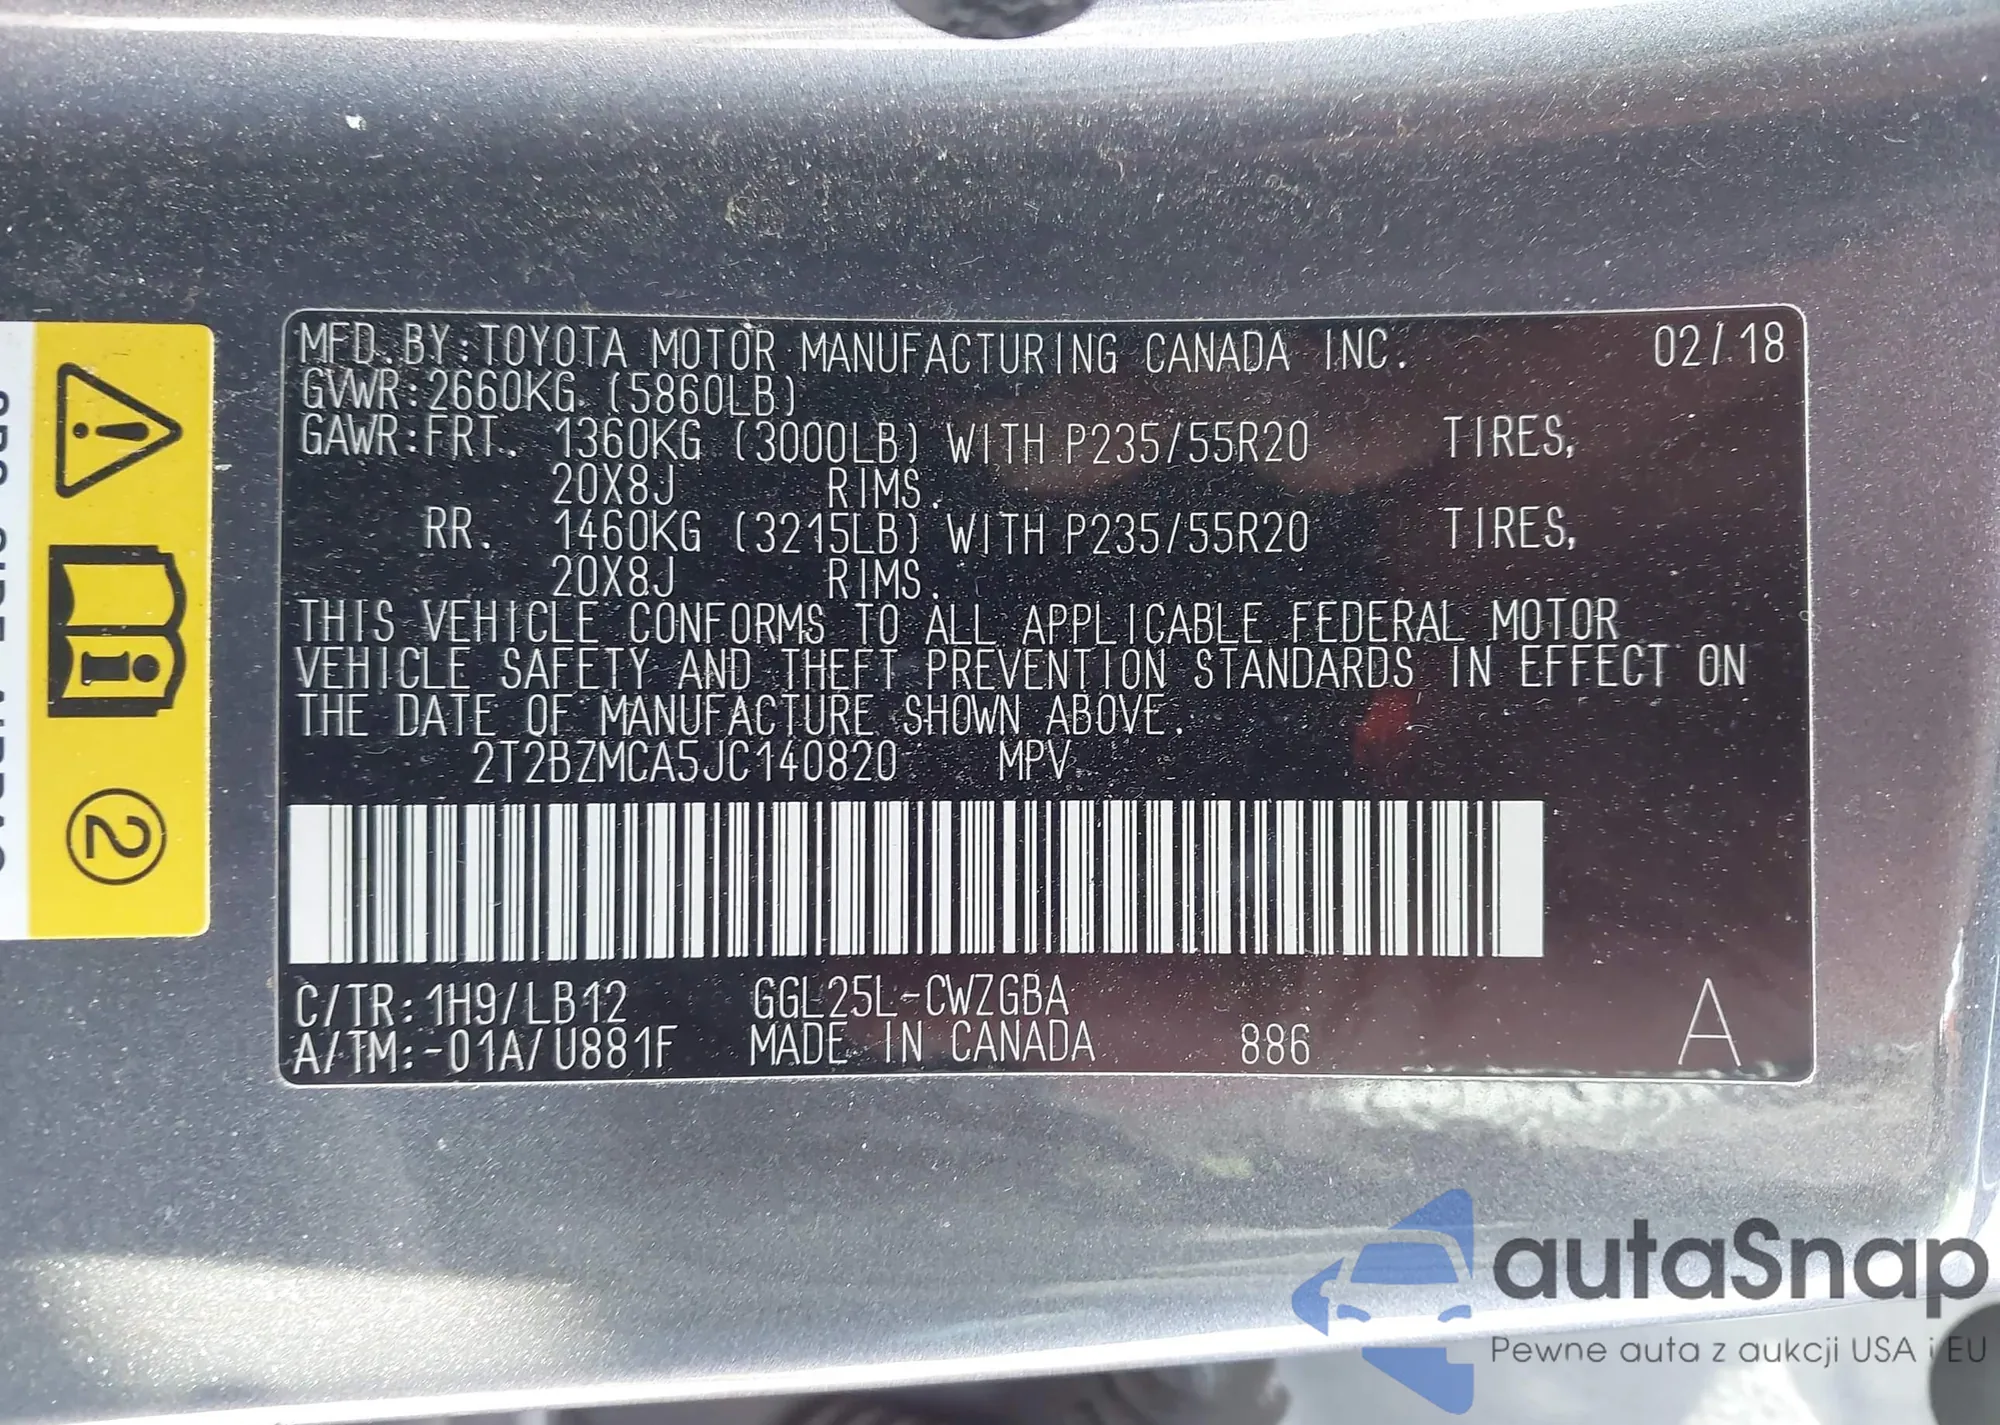 MFD.BY:TOYOTA MOTOR MANUFACTURING CANADA INC. 02/18
GVWR:2660KG (5860LB)
GAWR:FRT. 1360KG (3000LB) WITH P235/55R20 TIRES,
20X8J RIMS.
RR. 1460KG (3215LB) WITH P235/55R20 TIRES,
20X8J RIMS.
THIS VEHICLE CONFORMS TO ALL APPLICABLE FEDERAL MOTOR
VEHICLE SAFETY AND THEFT PREVENTION STANDARDS IN EFFECT ON
THE DATE OF MANUFACTURE SHOWN ABOVE.
2T2BZMCA5JC140820 MPV
C/TR:1H9/LB12 GGL25L-CWZGBA
A/TM:-01A/U881F MADE IN CANADA 886 A
2
autaSnap
Pewne auta z aukcji USA i EU